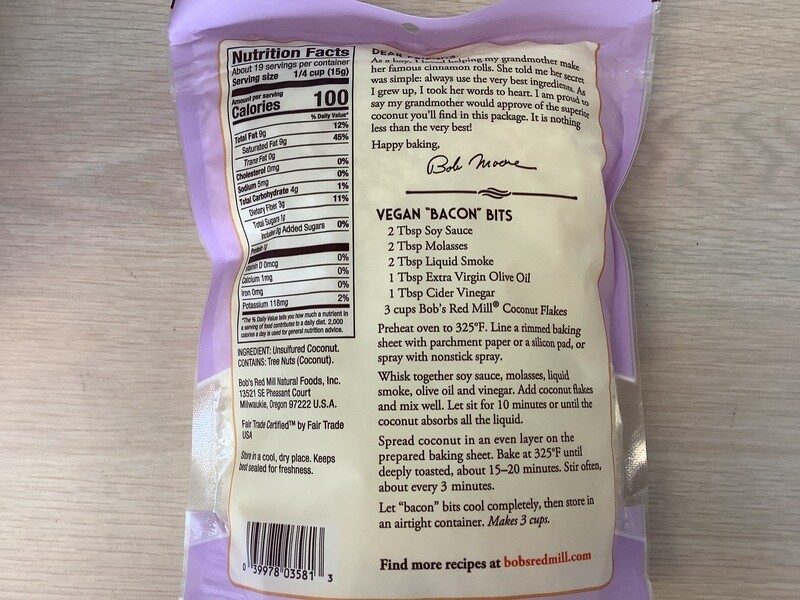 Nutrition Facts
About 19 servings per container
Serving size 1/4 cup (15g)
Amount per serving
Calories 100
% Daily Value*
Total Fat 9g 12%
Saturated Fat 9g 45%
Trans Fat 0g
Cholesterol 0mg 0%
Sodium 5mg 0%
Total Carbohydrate 4g 1%
Dietary Fiber 3g 11%
Total Sugars 1g
Includes 0g Added Sugars 0%
Protein 1g
Vitamin D 0mcg 0%
Calcium 1mg 0%
Iron 0mg 0%
Potassium 118mg 2%
*The % Daily Value tells you how much a nutrient in
a serving of food contributes to a daily diet. 2,000
calories a day is used for general nutrition advice.
INGREDIENT: Unsulfured Coconut.
CONTAINS: Tree Nuts (Coconut).
Bob's Red Mill Natural Foods, Inc.
13521 SE Pheasant Court
Milwaukie, Oregon 97222 U.S.A.
Fair Trade Certified™ by Fair Trade
USA
Store in a cool, dry place. Keeps
best sealed for freshness.
0 39978 03581 3
DEAR
As a boy, I loved helping my grandmother make
her famous cinnamon rolls. She told me her secret
was simple: always use the very best ingredients. As
I grew up, I took her words to heart. I am proud to
say my grandmother would approve of the superior
coconut you'll find in this package. It is nothing
less than the very best!
Happy baking,
Bob Moore
VEGAN "BACON" BITS
2 Tbsp Soy Sauce
2 Tbsp Molasses
2 Tbsp Liquid Smoke
1 Tbsp Extra Virgin Olive Oil
1 Tbsp Cider Vinegar
3 cups Bob's Red Mill® Coconut Flakes
Preheat oven to 325°F. Line a rimmed baking
sheet with parchment paper or a silicon pad, or
spray with nonstick spray.
Whisk together soy sauce, molasses, liquid
smoke, olive oil and vinegar. Add coconut flakes
and mix well. Let sit for 10 minutes or until the
coconut absorbs all the liquid.
Spread coconut in an even layer on the
prepared baking sheet. Bake at 325°F until
deeply toasted, about 15–20 minutes. Stir often,
about every 3 minutes.
Let "bacon" bits cool completely, then store in
an airtight container. Makes 3 cups.
Find more recipes at bobsredmill.com